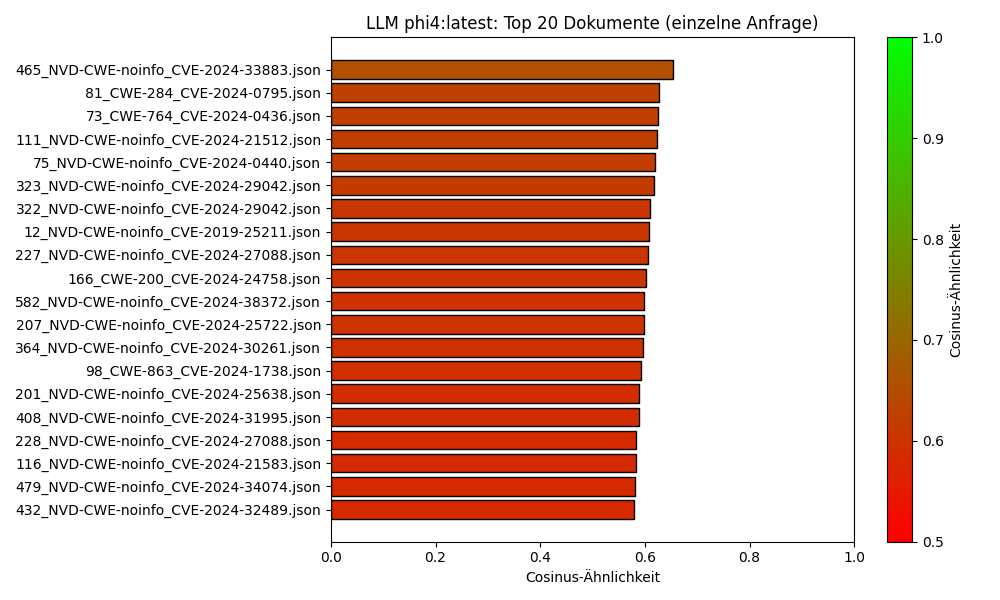 LLM phi4:latest: Top 20 Dokumente (einzelne Anfrage)
465_NVD-CWE-noinfo_CVE-2024-33883.json
81_CWE-284_CVE-2024-0795.json
73_CWE-764_CVE-2024-0436.json
111_NVD-CWE-noinfo_CVE-2024-21512.json
75_NVD-CWE-noinfo_CVE-2024-0440.json
323_NVD-CWE-noinfo_CVE-2024-29042.json
322_NVD-CWE-noinfo_CVE-2024-29042.json
12_NVD-CWE-noinfo_CVE-2019-25211.json
227_NVD-CWE-noinfo_CVE-2024-27088.json
166_CWE-200_CVE-2024-24758.json
582_NVD-CWE-noinfo_CVE-2024-38372.json
207_NVD-CWE-noinfo_CVE-2024-25722.json
364_NVD-CWE-noinfo_CVE-2024-30261.json
98_CWE-863_CVE-2024-1738.json
201_NVD-CWE-noinfo_CVE-2024-25638.json
408_NVD-CWE-noinfo_CVE-2024-31995.json
228_NVD-CWE-noinfo_CVE-2024-27088.json
116_NVD-CWE-noinfo_CVE-2024-21583.json
479_NVD-CWE-noinfo_CVE-2024-34074.json
432_NVD-CWE-noinfo_CVE-2024-32489.json
0.0 0.2 0.4 0.6 0.8 1.0
Cosinus-Ähnlichkeit
1.0
0.9
0.8
0.7
0.6
0.5
Cosinus-Ähnlichkeit